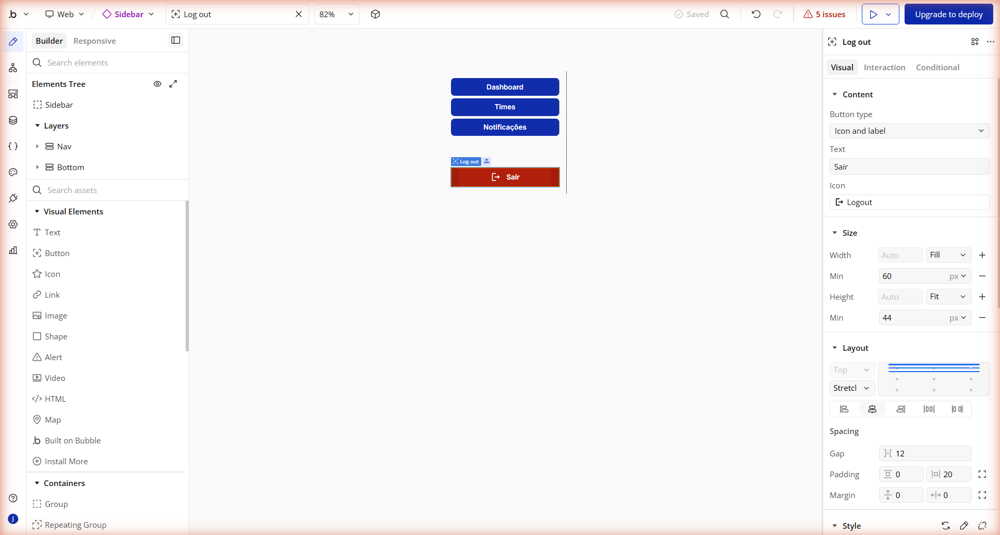 Web
Sidebar
Log out
82%
Saved
5 issues
Upgrade to deploy
Builder
Responsive
Search elements
Elements Tree
Sidebar
Layers
Nav
Bottom
Search assets
Visual Elements
Text
Button
Icon
Link
Image
Shape
Alert
Video
HTML
Map
Built on Bubble
Install More
Containers
Group
Repeating Group
J
Dashboard
Times
Notificações
Log out
Sair
Log out
Visual
Interaction
Conditional
Content
Button type
Icon and label
Text
Sair
Icon
Logout
Size
Width Auto Fill
Min 60 px
Height Auto Fit
Min 44 px
Layout
Top
Stretcl
Spacing
Gap 12
Padding 0 20
Margin 0 0
Style